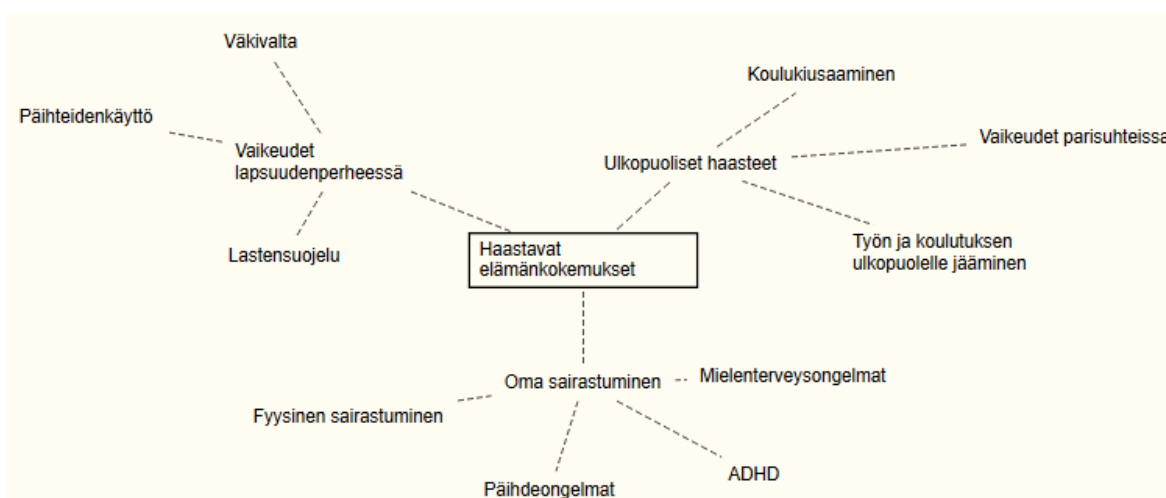 Väkivalta
Päihteidenkäyttö
Vaikeudet
lapsuudenperheessä
Lastensuojelu
Koulukiusaaminen
Ulkopuoliset haasteet
Vaikeudet parisuhteissa
Työn ja koulutuksen
ulkopuolelle jääminen
Haastavat
elämänkokemukset
Oma sairastuminen
Mielenterveysongelmat
Fyysinen sairastuminen
Päihdeongelmat
ADHD